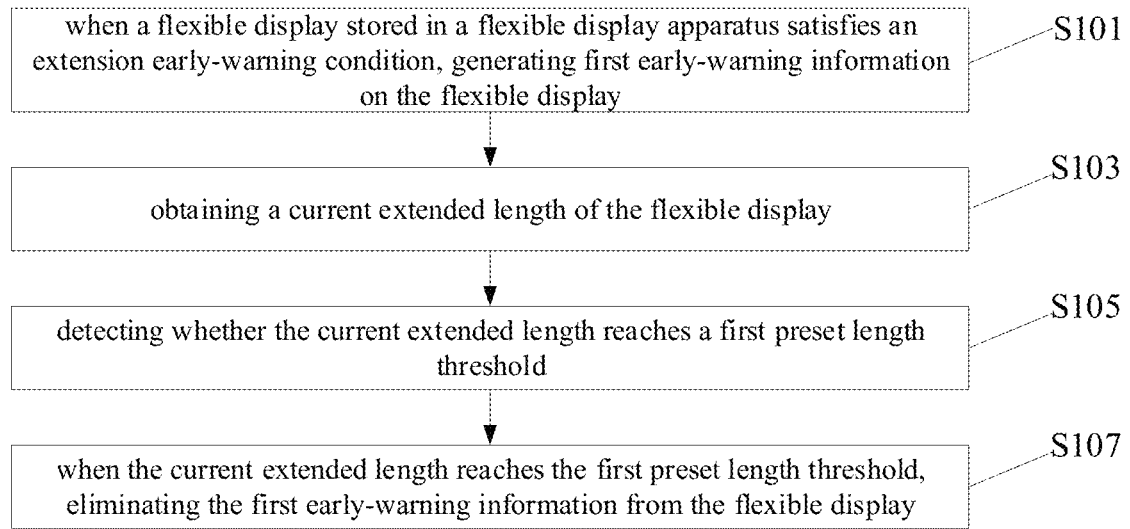 when a flexible display stored in a flexible display apparatus satisfies an
extension early-warning condition, generating first early-warning information
on the flexible display
S101
obtaining a current extended length of the flexible display
S103
detecting whether the current extended length reaches a first preset length
threshold
S105
when the current extended length reaches the first preset length threshold,
eliminating the first early-warning information from the flexible display
S107